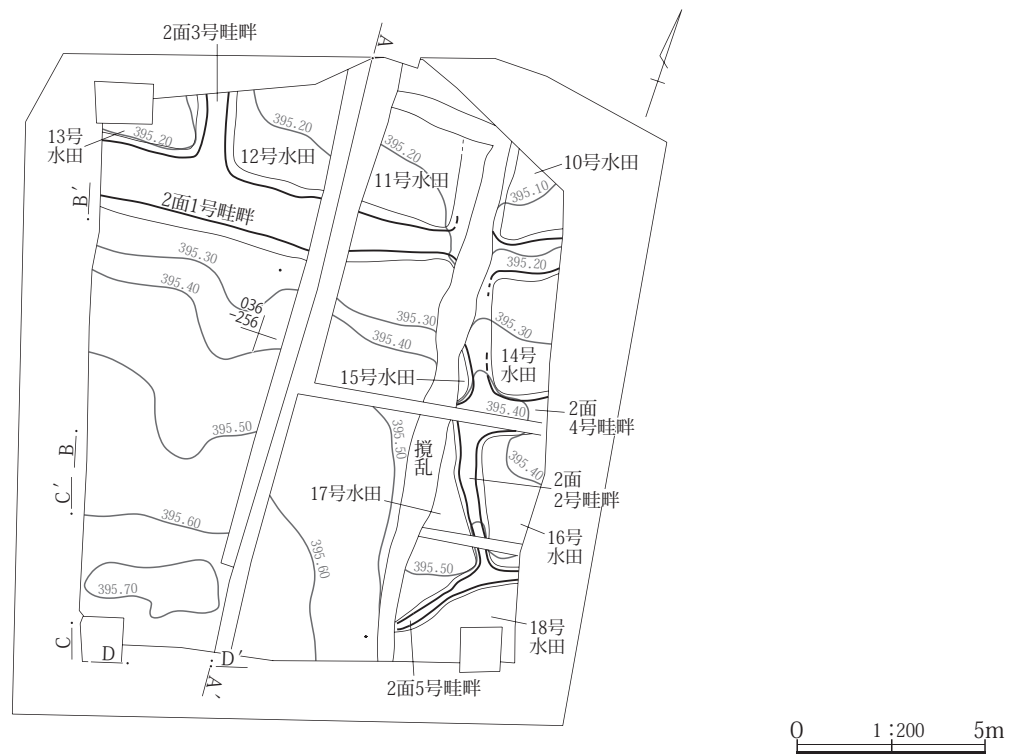 2面3号畦畔
A
395.20
13号
水田
395.20
12号水田
395.20
11号水田
10号水田
395.10
B′
2面1号畦畔
395.20
395.30
395.40
036
-256
395.30
395.40
395.30
14号
水田
15号水田
395.40
2面
4号畦畔
395.50
395.50
B
攪乱
395.40
C′
17号水田
2面
2号畦畔
395.60
16号
水田
395.60
395.50
395.70
18号
水田
C
D
D′
A′
2面5号畦畔
0
1:200
5m